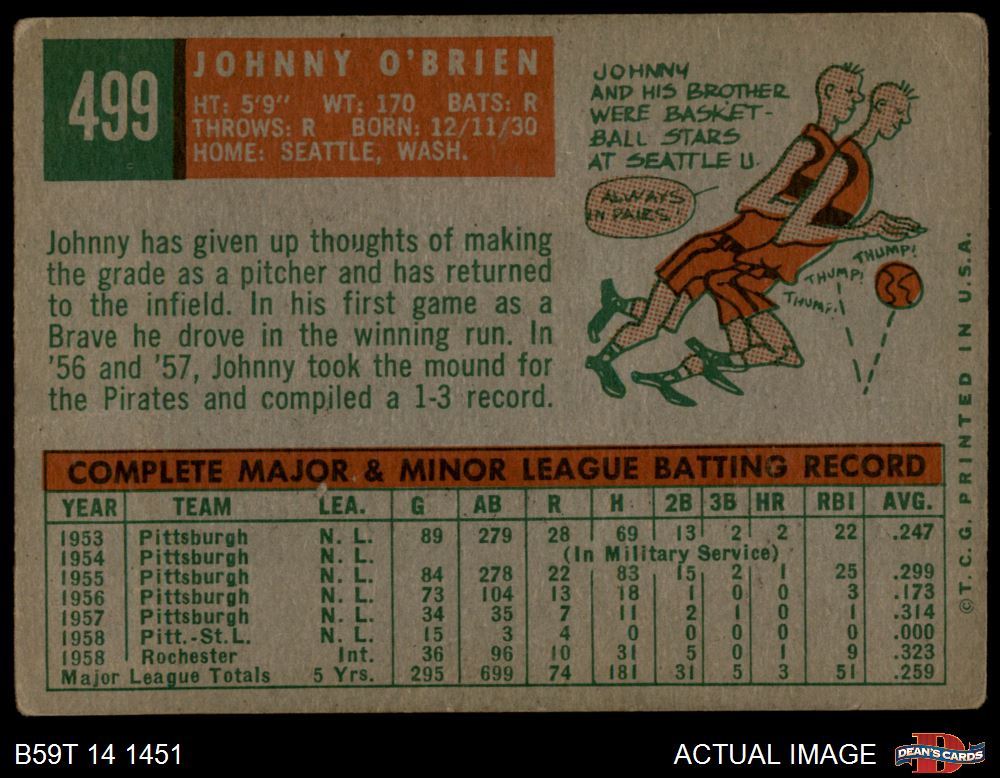 499
JOHNNY O'BRIEN
HT: 5'9" WT: 170 BATS: R
THROWS: R BORN: 12/11/30
HOME: SEATTLE, WASH.
JOHNNY
AND HIS BROTHER
WERE BASKET-
BALL STARS
AT SEATTLE U.
ALWAYS
IN PAIRS
THUMP!
THUMP!
THUMP!
Johnny has given up thoughts of making
the grade as a pitcher and has returned
to the infield. In his first game as a
Brave he drove in the winning run. In
'56 and '57, Johnny took the mound for
the Pirates and compiled a 1-3 record.
COMPLETE MAJOR & MINOR LEAGUE BATTING RECORD
YEAR TEAM LEA. G AB R H 2B 3B HR RBI AVG.
1953 Pittsburgh N. L. 89 279 28 69 13 2 2 22 .247
1954 Pittsburgh N. L. (In Military Service)
1955 Pittsburgh N. L. 84 278 22 83 15 2 1 25 .299
1956 Pittsburgh N. L. 73 104 13 18 1 0 0 3 .173
1957 Pittsburgh N. L. 34 35 7 11 2 1 0 1 .314
1958 Pitt.-St.L. N. L. 15 3 4 0 0 0 0 0 .000
1958 Rochester Int. 36 96 10 31 5 0 1 9 .323
Major League Totals 5 Yrs. 295 699 74 181 31 5 3 51 .259
© T. C. G. PRINTED IN U.S.A.
B59T 14 1451
ACTUAL IMAGE
DEAN'S CARDS